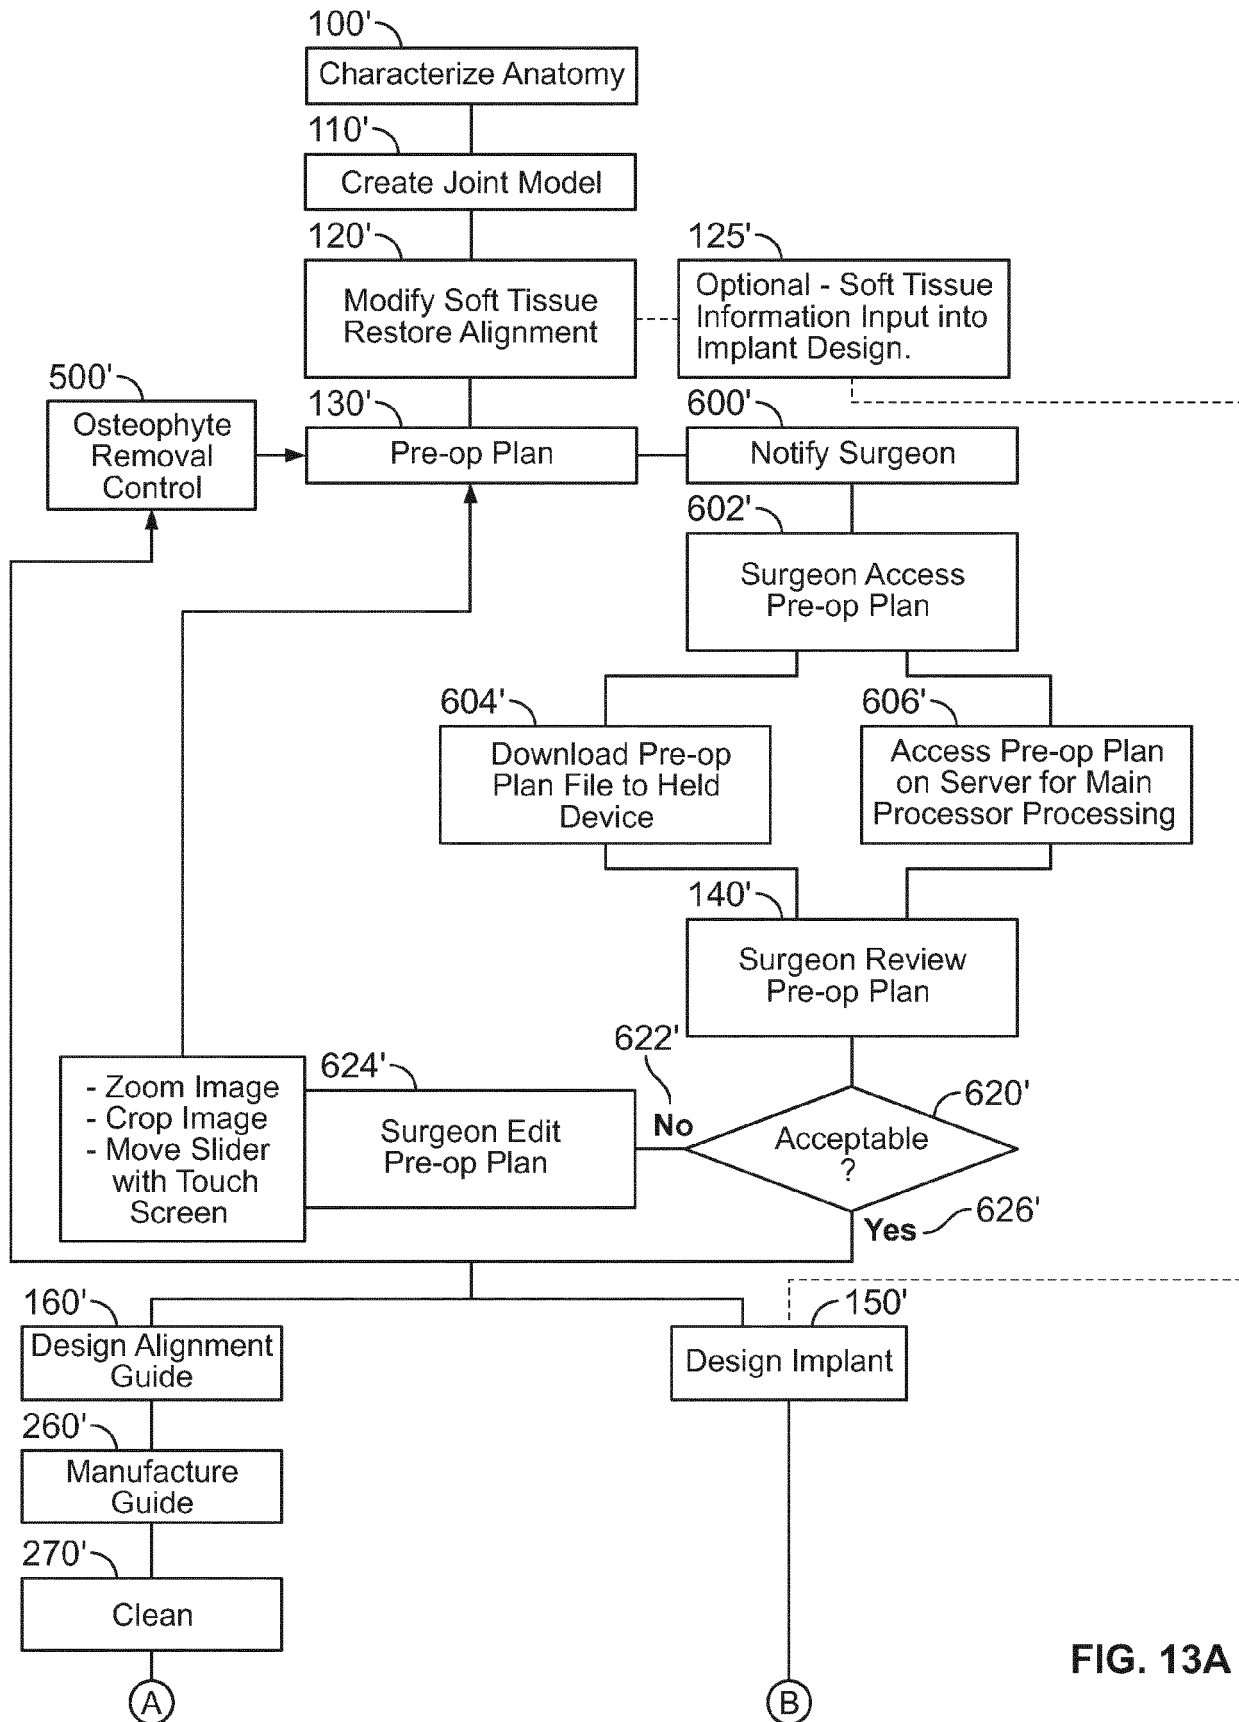 100'
Characterize Anatomy
110'
Create Joint Model
120'
Modify Soft Tissue
Restore Alignment
125'
Optional - Soft Tissue
Information Input into
Implant Design.
500'
Osteophyte
Removal
Control
130'
Pre-op Plan
600'
Notify Surgeon
602'
Surgeon Access
Pre-op Plan
604'
Download Pre-op
Plan File to Held
Device
606'
Access Pre-op Plan
on Server for Main
Processor Processing
140'
Surgeon Review
Pre-op Plan
622'
No
620'
Acceptable
?
624'
Surgeon Edit
Pre-op Plan
- Zoom Image
- Crop Image
- Move Slider
with Touch
Screen
Yes
626'
160'
Design Alignment
Guide
150'
Design Implant
260'
Manufacture
Guide
270'
Clean
A
B
FIG. 13A